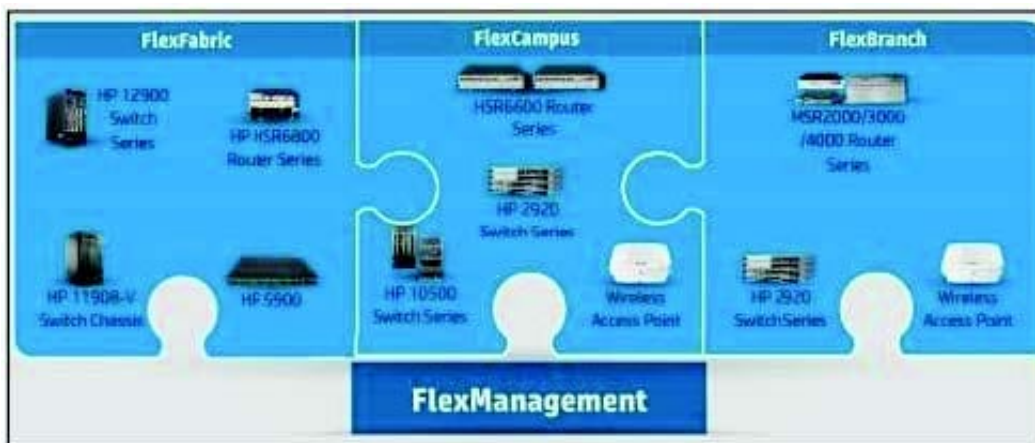 FlexFabric
HP 12900
Switch
Series
HP HSR6800
Router Series
HP 11908-V
Switch Chassis
HP 5900
FlexCampus
HSR6600 Router
Series
HP 2920
Switch Series
HP 10500
Switch Series
Wireless
Access Point
FlexBranch
MSR2000/3000
/4000 Router
Series
HP 2920
Switch Series
Wireless
Access Point
FlexManagement